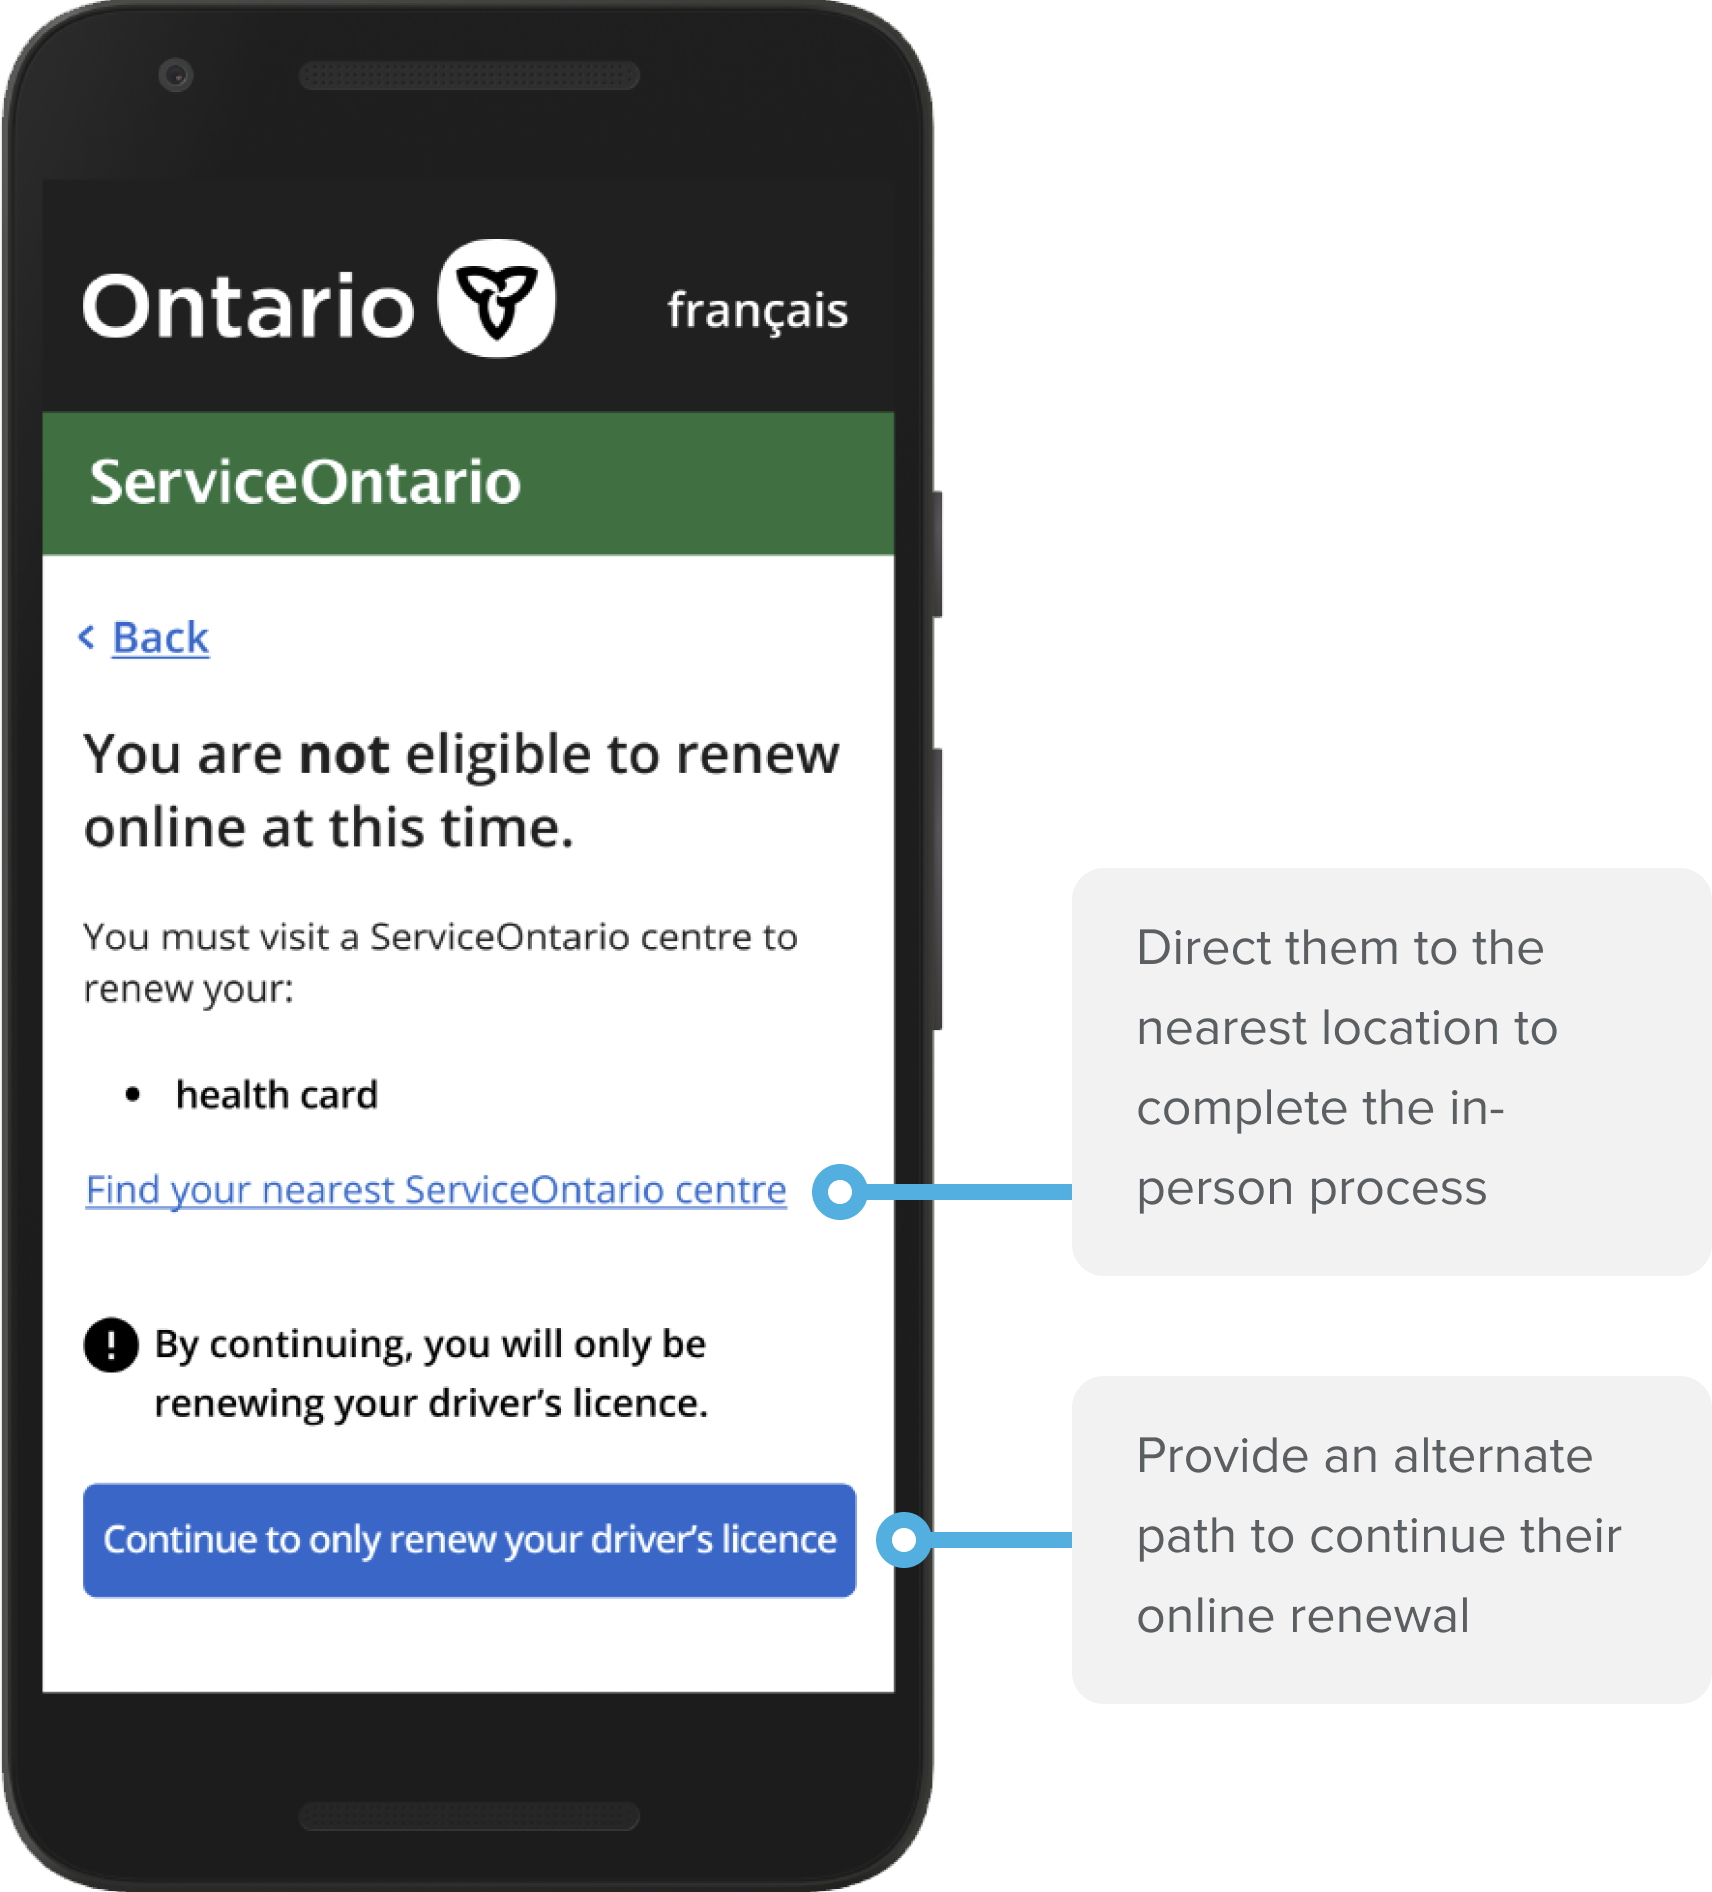 Ontario
français
ServiceOntario
Back
You are not eligible to renew
online at this time.
You must visit a ServiceOntario centre to
renew your:
• health card
Find your nearest ServiceOntario centre
By continuing, you will only be
renewing your driver’s licence.
Continue to only renew your driver’s licence
Direct them to the
nearest location to
complete the in-
person process
Provide an alternate
path to continue their
online renewal